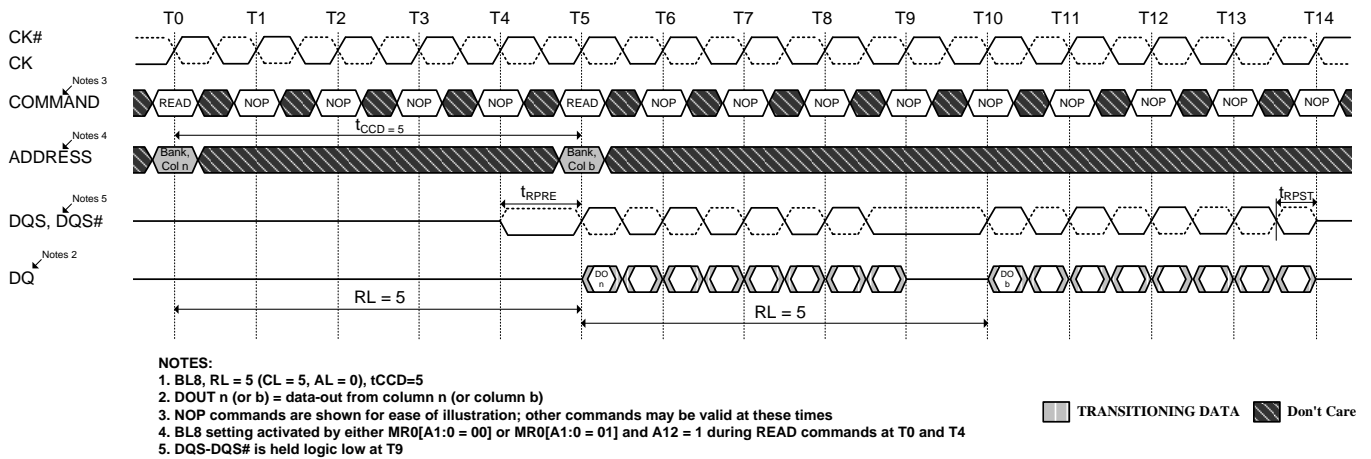 T0 T1 T2 T3 T4 T5 T6 T7 T8 T9 T10 T11 T12 T13 T14
CK#
CK
Notes 3
COMMAND READ NOP NOP NOP NOP READ NOP NOP NOP NOP NOP NOP NOP NOP NOP
tCCD = 5
Notes 4
ADDRESS
Bank, Col n
Bank, Col b
tRPRE
tRPST
Notes 5
DQS, DQS#
Notes 2
DQ
DO n
DO b
RL = 5
RL = 5
NOTES:
1. BL8, RL = 5 (CL = 5, AL = 0), tCCD=5
2. DOUT n (or b) = data-out from column n (or column b)
3. NOP commands are shown for ease of illustration; other commands may be valid at these times
4. BL8 setting activated by either MR0[A1:0 = 00] or MR0[A1:0 = 01] and A12 = 1 during READ commands at T0 and T4
5. DQS-DQS# is held logic low at T9
TRANSITIONING DATA
Don't Care